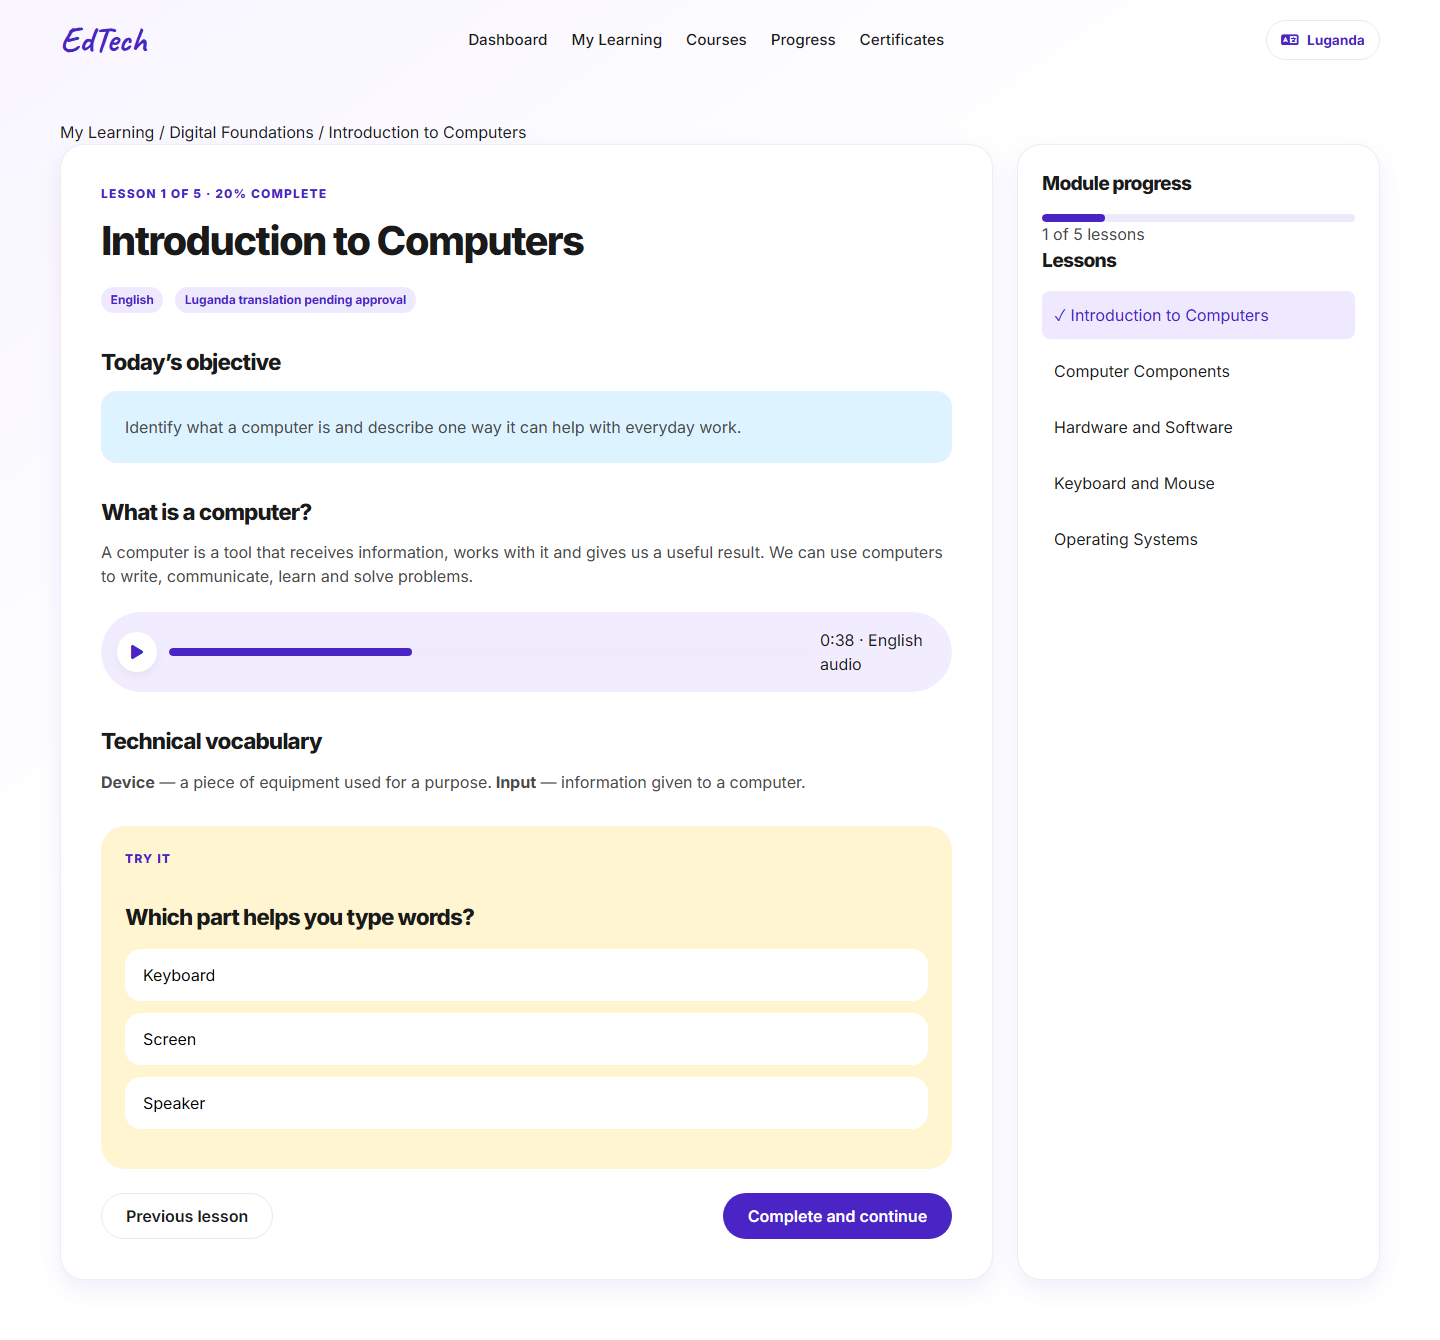 EdTech
Dashboard
My Learning
Courses
Progress
Certificates
Luganda
My Learning / Digital Foundations / Introduction to Computers
LESSON 1 OF 5 · 20% COMPLETE
Introduction to Computers
English
Luganda translation pending approval
Today’s objective
Identify what a computer is and describe one way it can help with everyday work.
What is a computer?
A computer is a tool that receives information, works with it and gives us a useful result. We can use computers
to write, communicate, learn and solve problems.
0:38 · English
audio
Technical vocabulary
Device — a piece of equipment used for a purpose. Input — information given to a computer.
TRY IT
Which part helps you type words?
Keyboard
Screen
Speaker
Previous lesson
Complete and continue
Module progress
1 of 5 lessons
Lessons
✓ Introduction to Computers
Computer Components
Hardware and Software
Keyboard and Mouse
Operating Systems